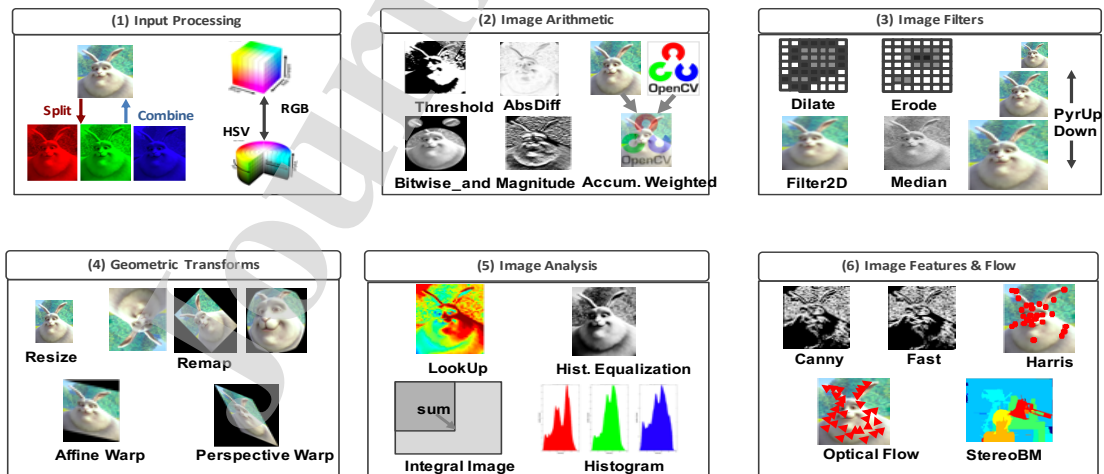 (1) Input Processing
Split
Combine
RGB
HSV
(2) Image Arithmetic
Threshold
AbsDiff
OpenCV
OpenCV
Bitwise_and
Magnitude
Accum. Weighted
(3) Image Filters
Dilate
Erode
PyrUp
Down
Filter2D
Median
(4) Geometric Transforms
Resize
Remap
Affine Warp
Perspective Warp
(5) Image Analysis
LookUp
Hist. Equalization
sum
Integral Image
Histogram
(6) Image Features & Flow
Canny
Fast
Harris
Optical Flow
StereoBM